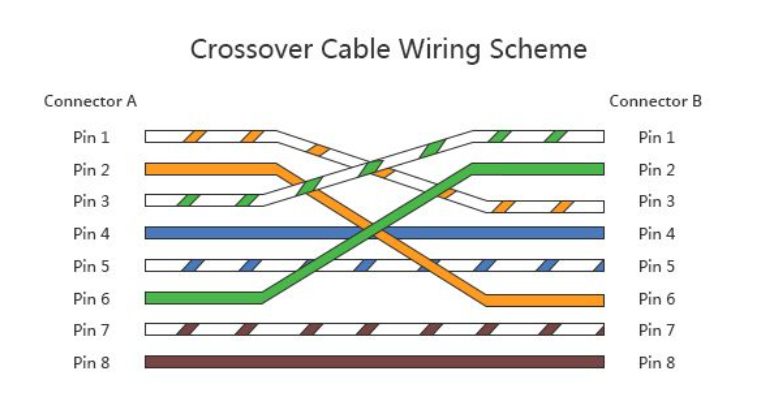 Crossover Cable Wiring Scheme
Connector A Connector B
Pin 1 Pin 1
Pin 2 Pin 2
Pin 3 Pin 3
Pin 4 Pin 4
Pin 5 Pin 5
Pin 6 Pin 6
Pin 7 Pin 7
Pin 8 Pin 8